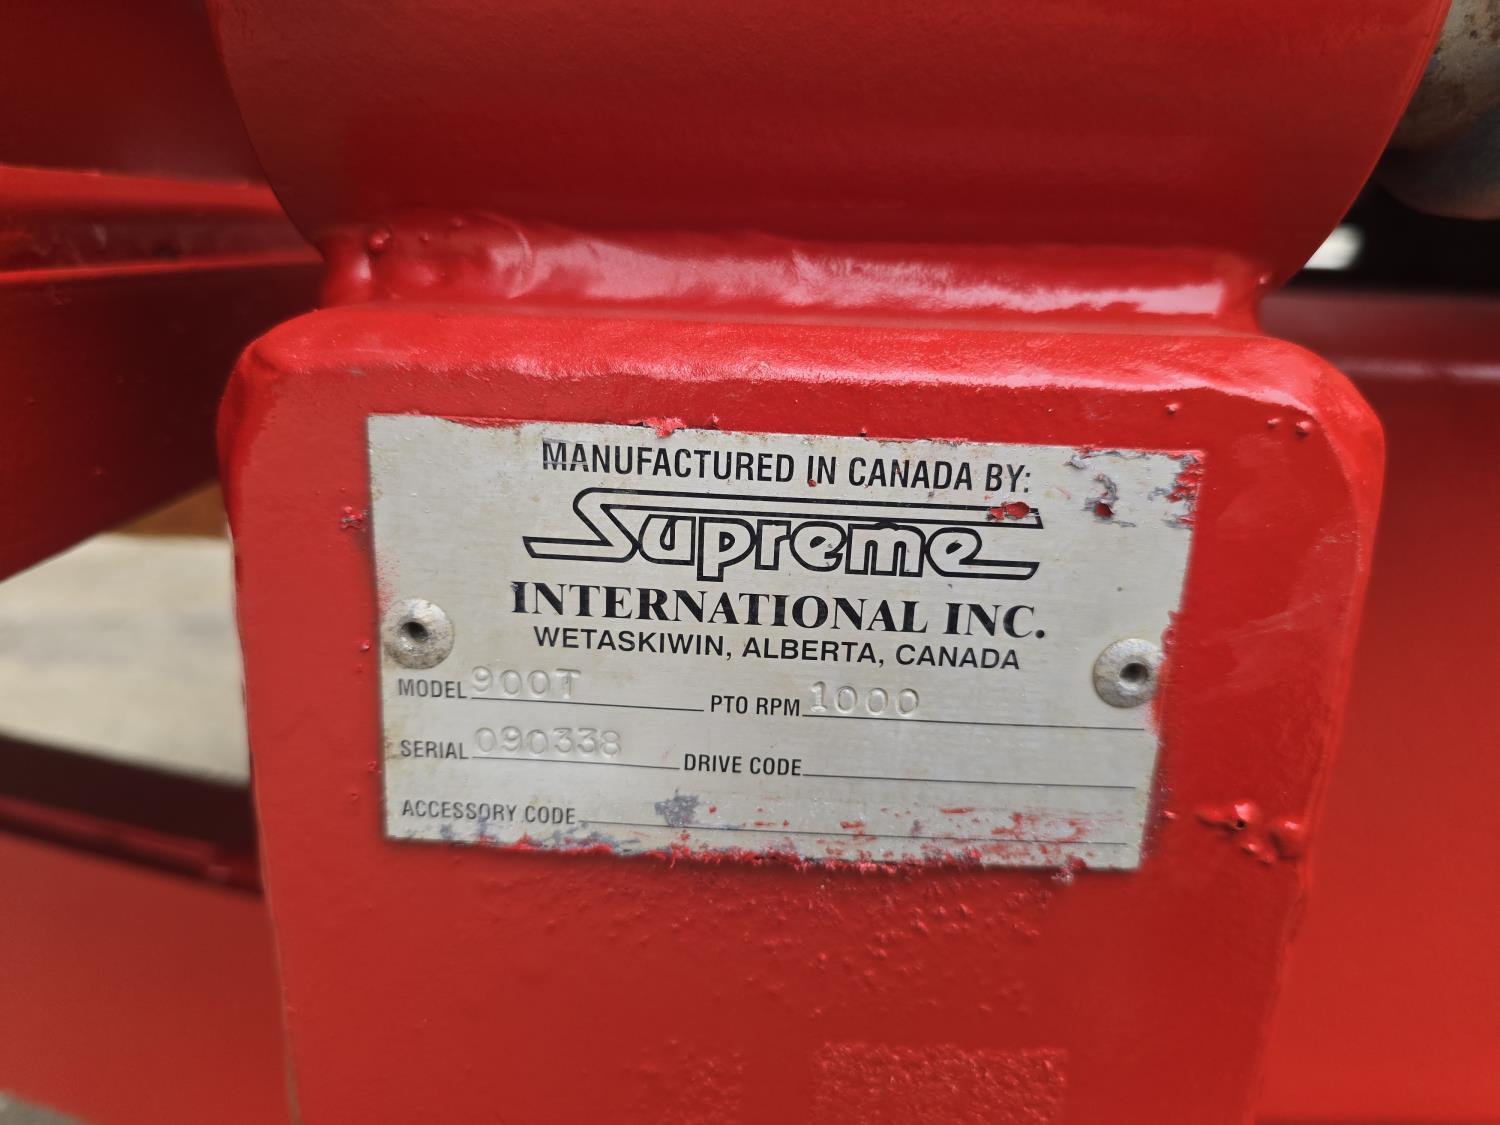 MANUFACTURED IN CANADA BY:
Supreme
INTERNATIONAL INC.
WETASKIWIN, ALBERTA, CANADA
MODEL 900T PTO RPM 1000
SERIAL 090338 DRIVE CODE
ACCESSORY CODE